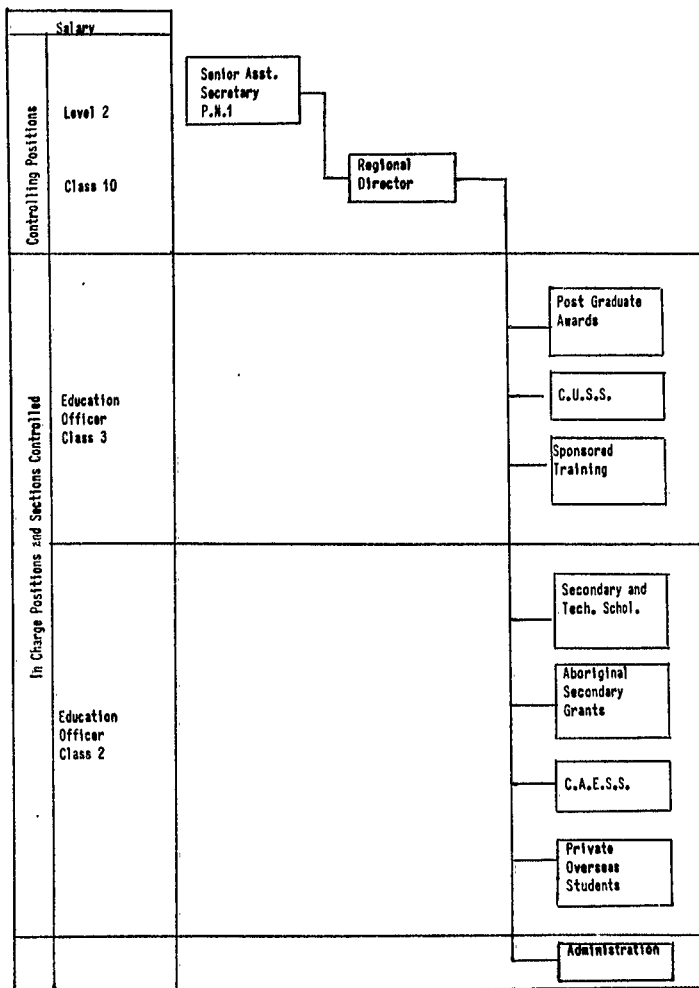 Salary
Controlling Positions
Level 2
Class 10
Senior Asst.
Secretary
P.N.1
Regional
Director
In Charge Positions and Sections Controlled
Education
Officer
Class 3
Post Graduate
Awards
C.U.S.S.
Sponsored
Training
Education
Officer
Class 2
Secondary and
Tech. Schol.
Aboriginal
Secondary
Grants
C.A.E.S.S.
Private
Overseas
Students
Administration